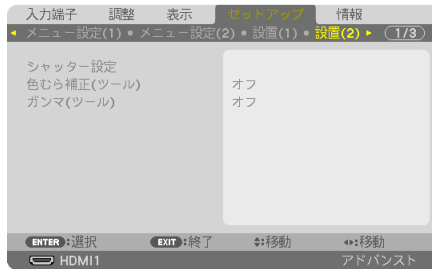 入力端子 調整 表示 セットアップ 情報
◂ メニュー設定(1) ● メニュー設定(2) ● 設置(1) ● 設置(2) ▸ 1/3
シャッター設定
色むら補正(ツール) オフ
ガンマ(ツール) オフ
ENTER:選択 EXIT:終了 :移動 :移動
HDMI1 アドバンスト